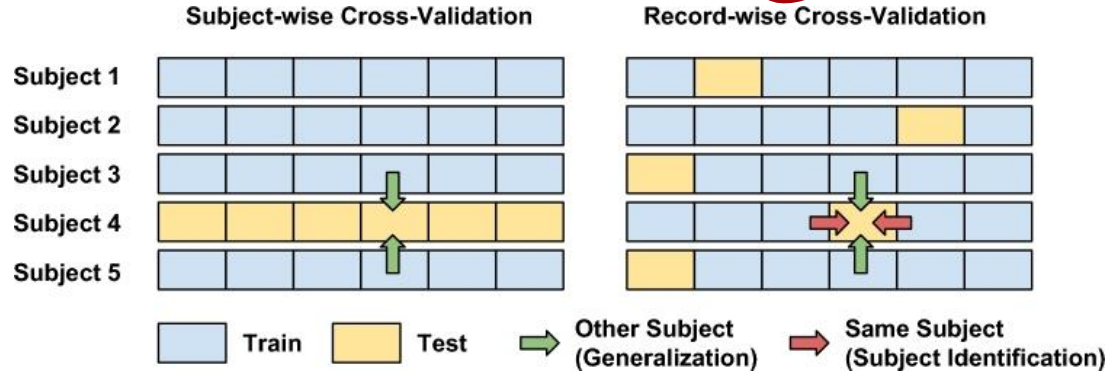 Subject-wise Cross-Validation
Record-wise Cross-Validation
Subject 1
Subject 2
Subject 3
Subject 4
Subject 5
Train
Test
Other Subject
(Generalization)
Same Subject
(Subject Identification)